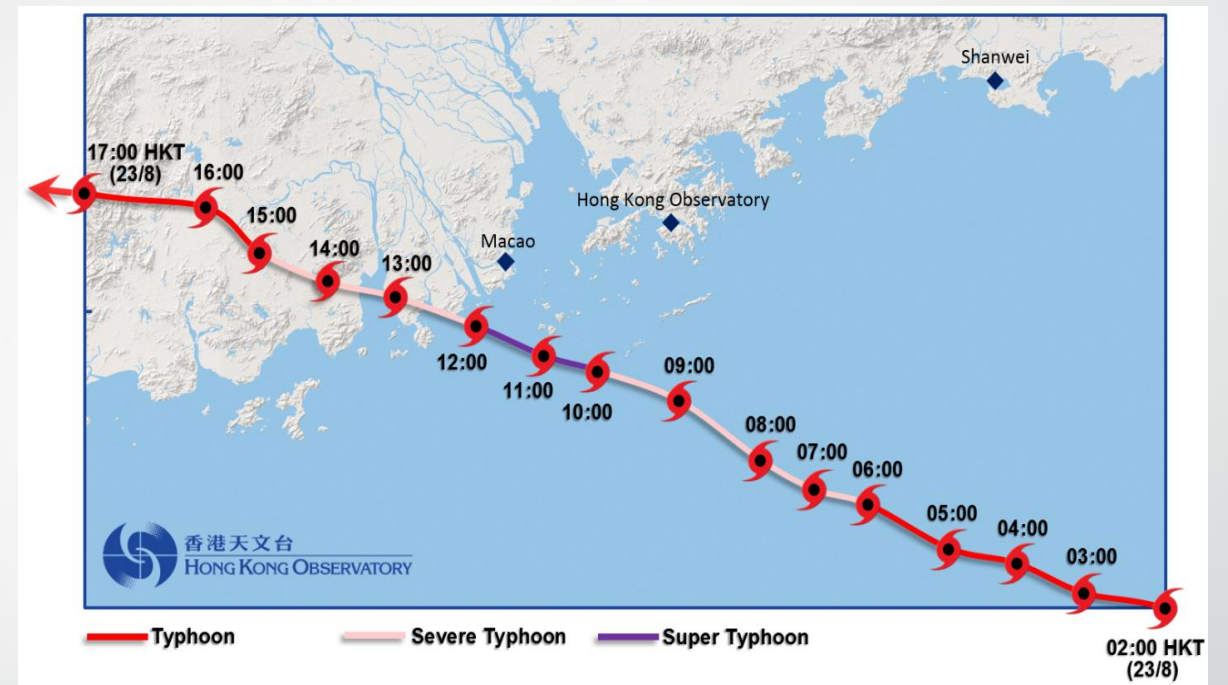 Shanwei
Hong Kong Observatory
Macao
17:00 HKT
(23/8)
16:00
15:00
14:00
13:00
12:00
11:00
10:00
09:00
08:00
07:00
06:00
05:00
04:00
03:00
02:00 HKT
(23/8)
香港天文台
HONG KONG OBSERVATORY
Typhoon
Severe Typhoon
Super Typhoon